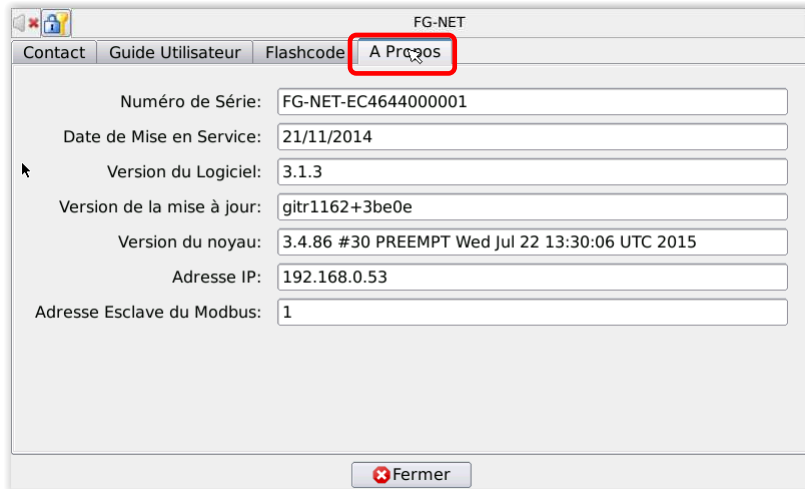 FG-NET
Contact Guide Utilisateur Flashcode A Propos
Numéro de Série: FG-NET-EC4644000001
Date de Mise en Service: 21/11/2014
Version du Logiciel: 3.1.3
Version de la mise à jour: gitr1162+3be0e
Version du noyau: 3.4.86 #30 PREEMPT Wed Jul 22 13:30:06 UTC 2015
Adresse IP: 192.168.0.53
Adresse Esclave du Modbus: 1
Fermer